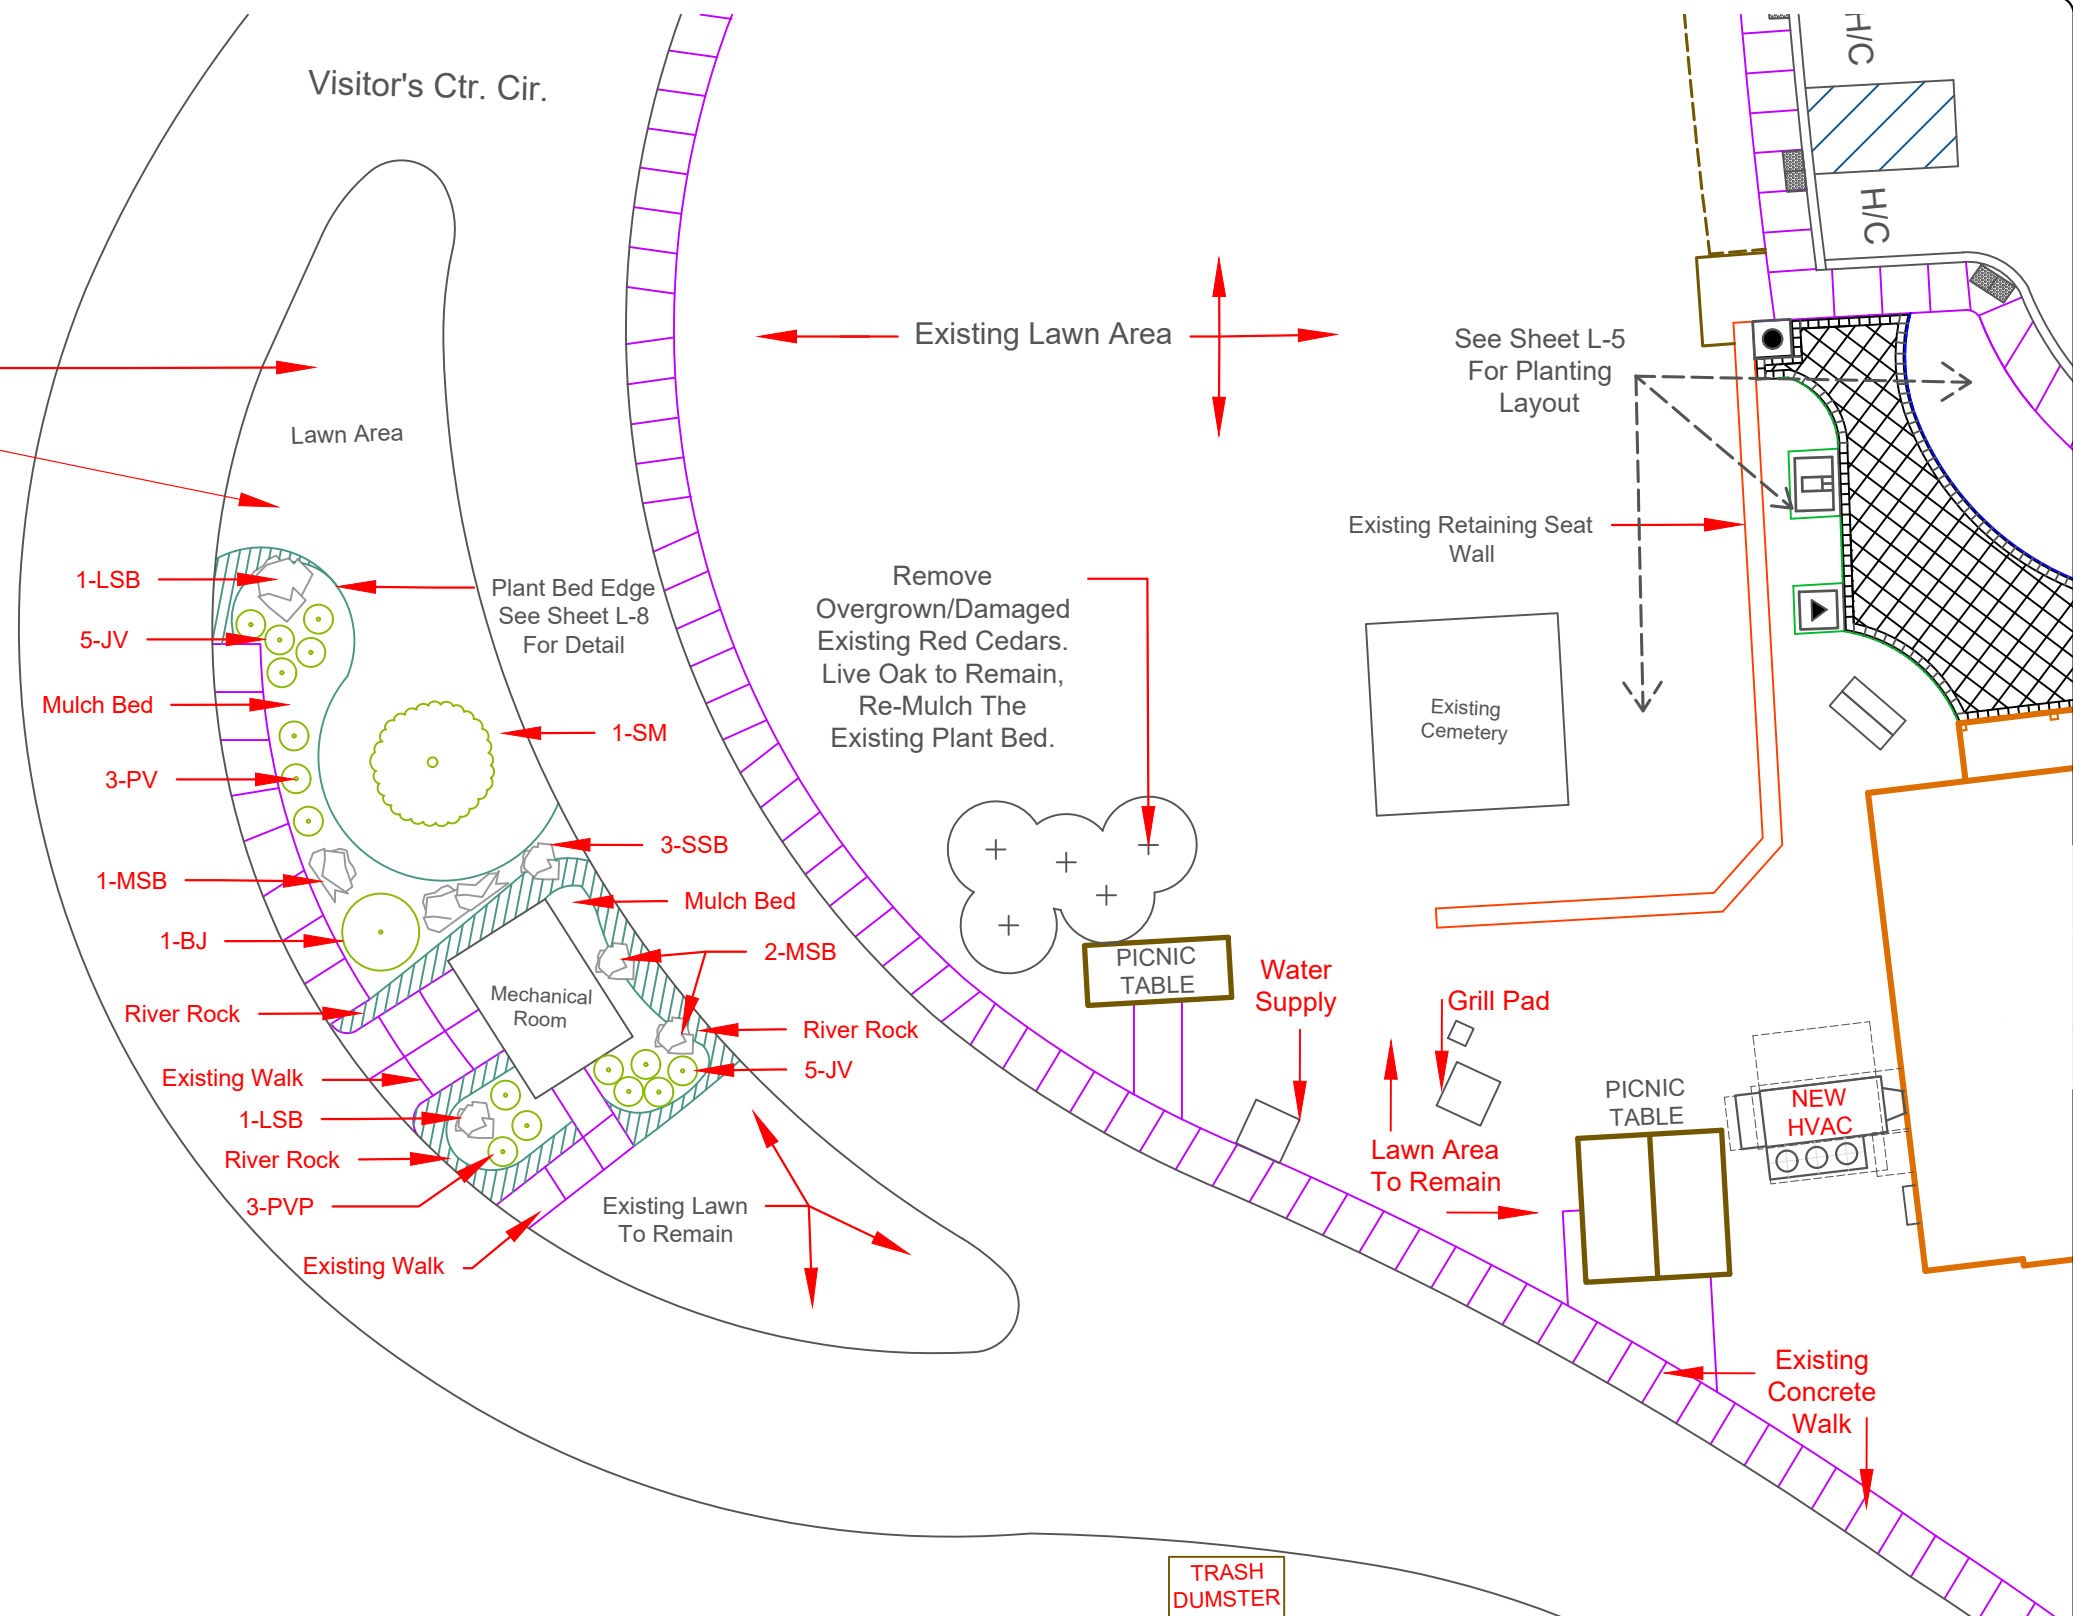 Visitor's Ctr. Cir.
H/C
H/C
Existing Lawn Area
See Sheet L-5
For Planting
Layout
Lawn Area
Existing Retaining Seat
Wall
1-LSB
5-JV
Mulch Bed
3-PV
1-MSB
1-BJ
River Rock
Existing Walk
1-LSB
River Rock
3-PVP
Existing Walk
Plant Bed Edge
See Sheet L-8
For Detail
1-SM
3-SSB
Mulch Bed
2-MSB
River Rock
5-JV
Mechanical
Room
Existing Lawn
To Remain
Remove
Overgrown/Damaged
Existing Red Cedars.
Live Oak to Remain,
Re-Mulch The
Existing Plant Bed.
Existing
Cemetery
PICNIC
TABLE
Water
Supply
Grill Pad
Lawn Area
To Remain
PICNIC
TABLE
NEW
HVAC
Existing
Concrete
Walk
TRASH
DUMSTER